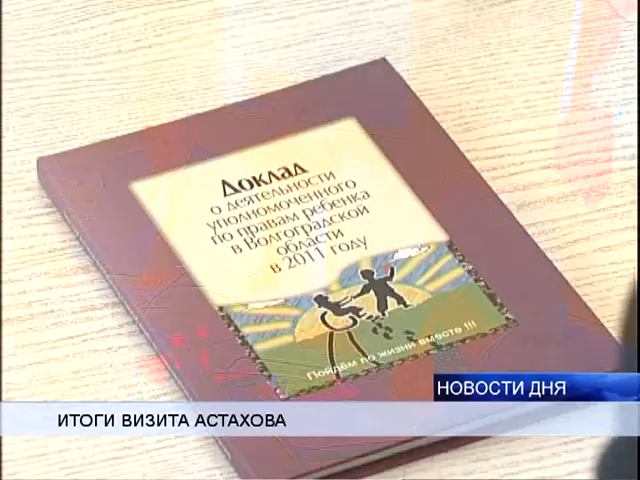 Доклад
о деятельности
уполномоченного
по правам ребенка
в Волгоградской
области
в 2011 году
Пойдём по жизни вместе !!!
НОВОСТИ ДНЯ
ИТОГИ ВИЗИТА АСТАХОВА